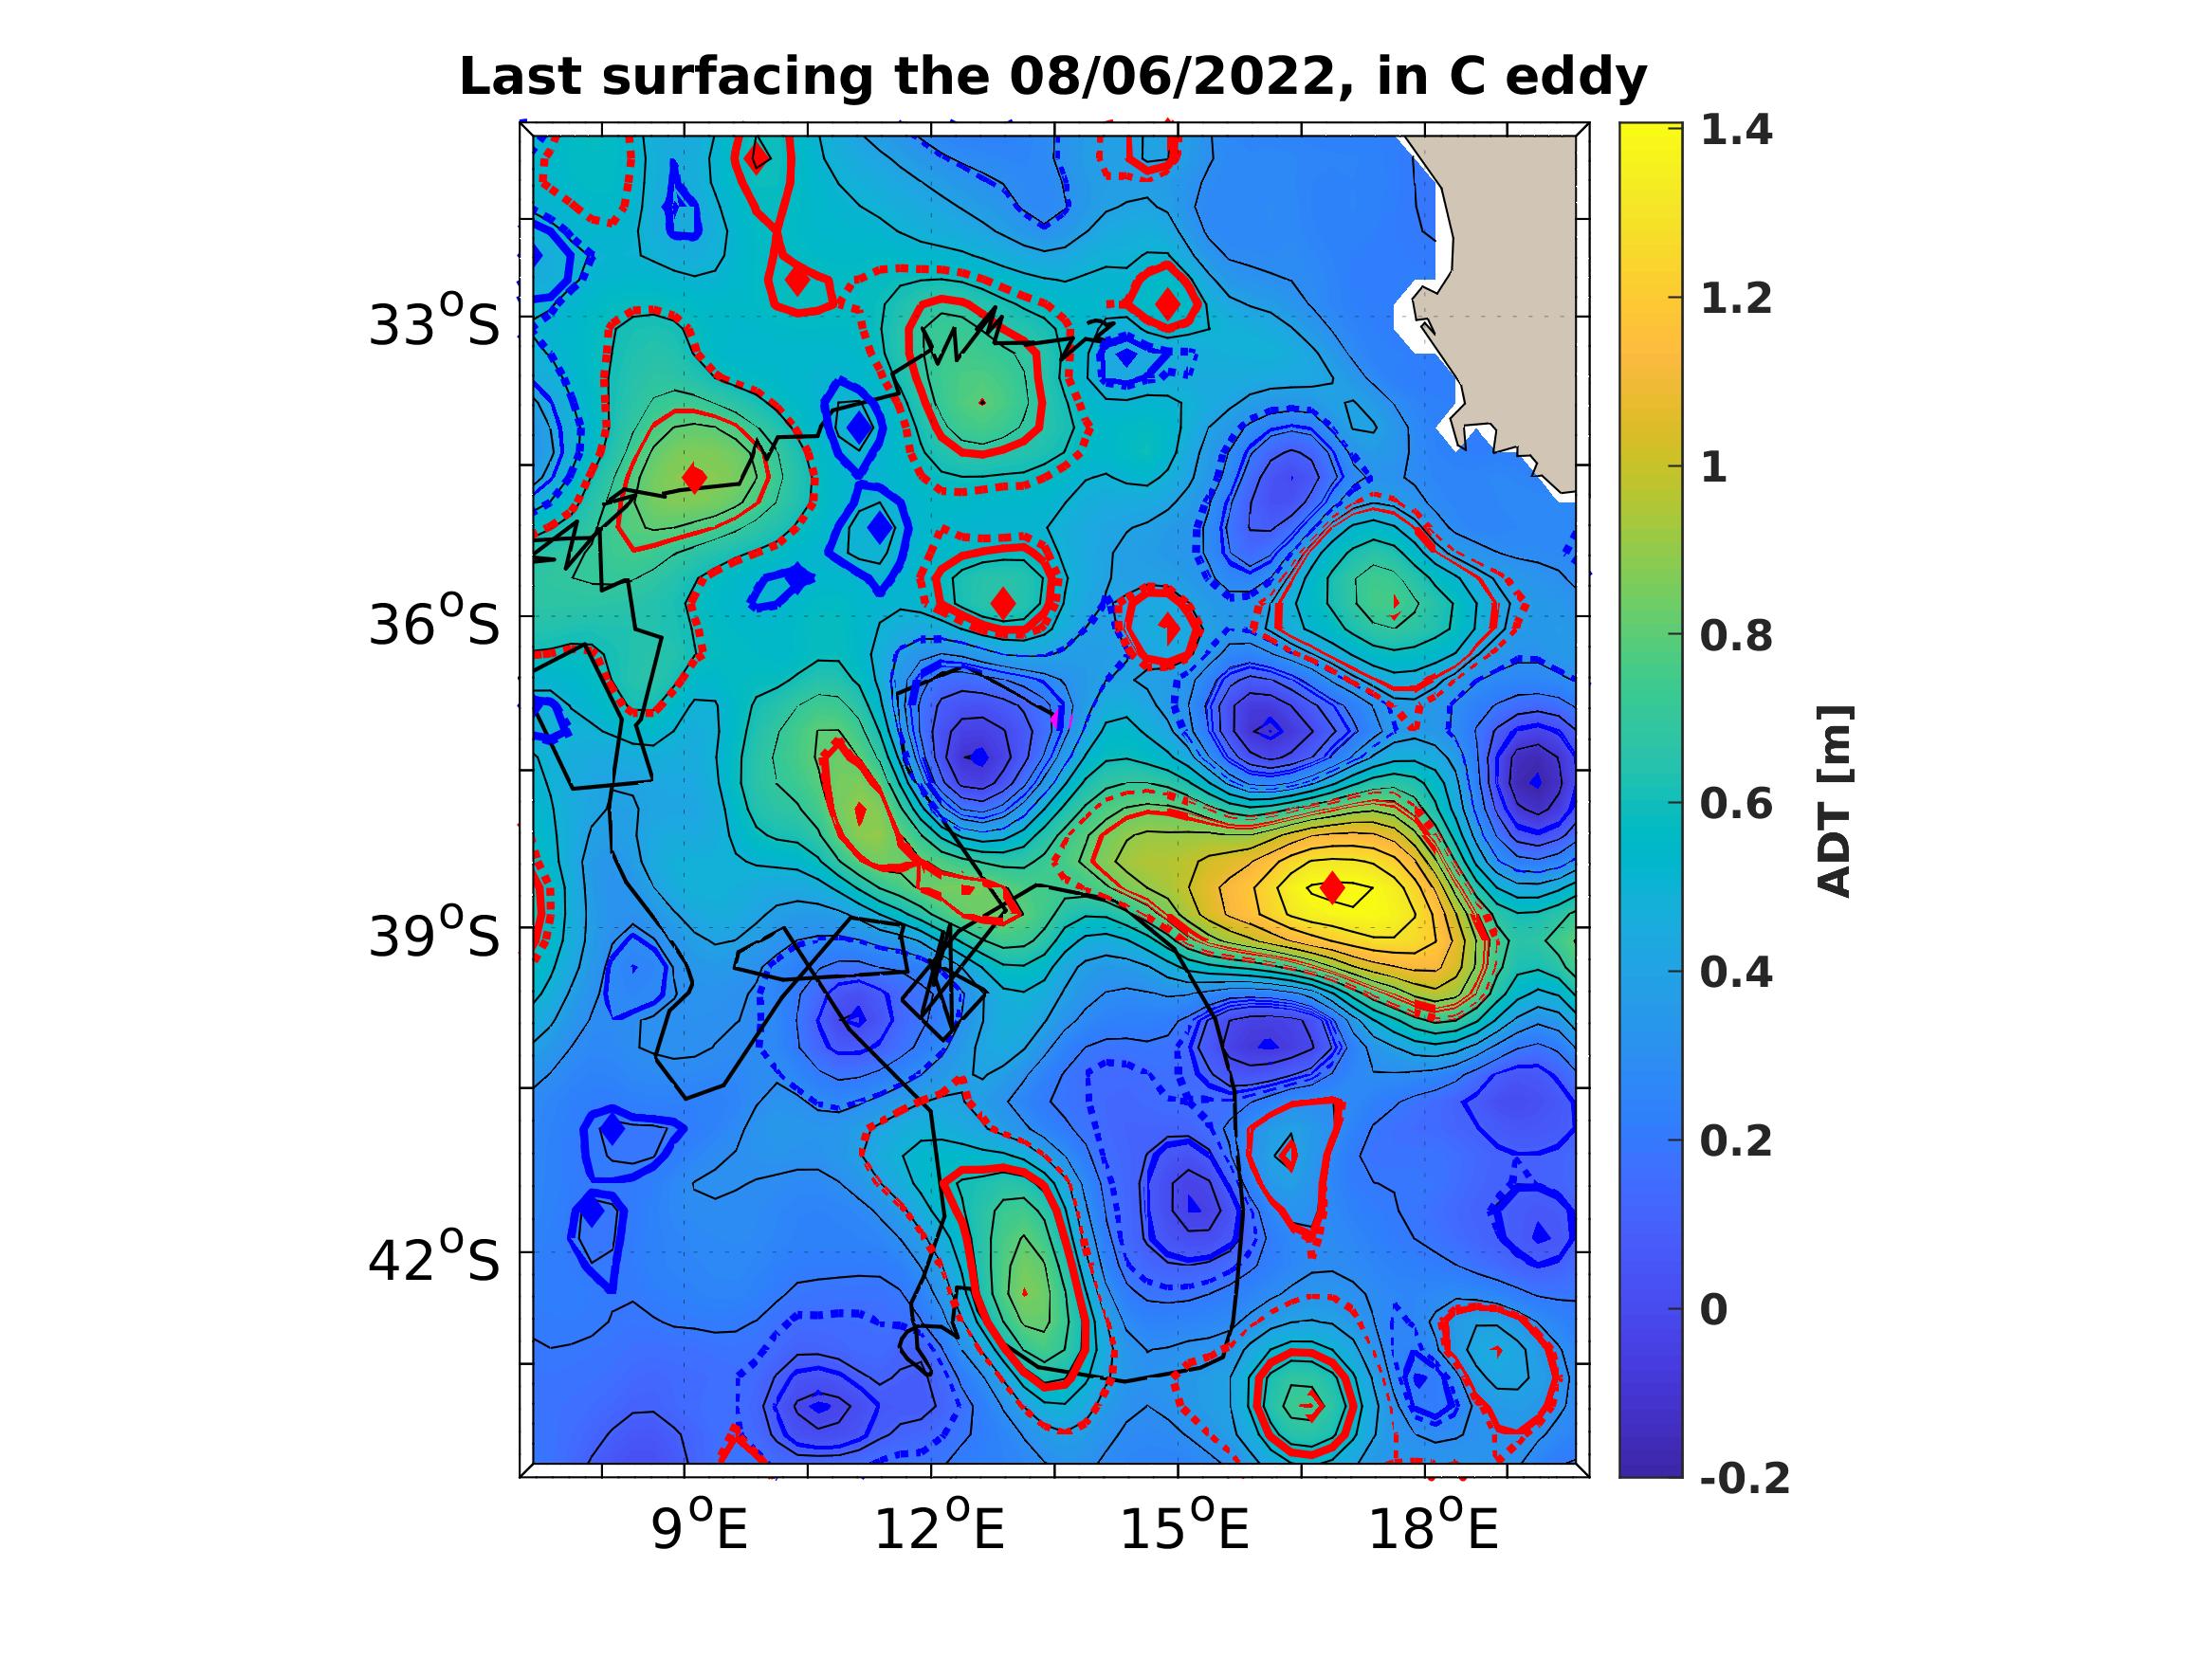 Last surfacing the 08/06/2022, in C eddy
33°S
36°S
39°S
42°S
9°E
12°E
15°E
18°E
1.4
1.2
1
0.8
0.6
0.4
0.2
0
-0.2
ADT [m]